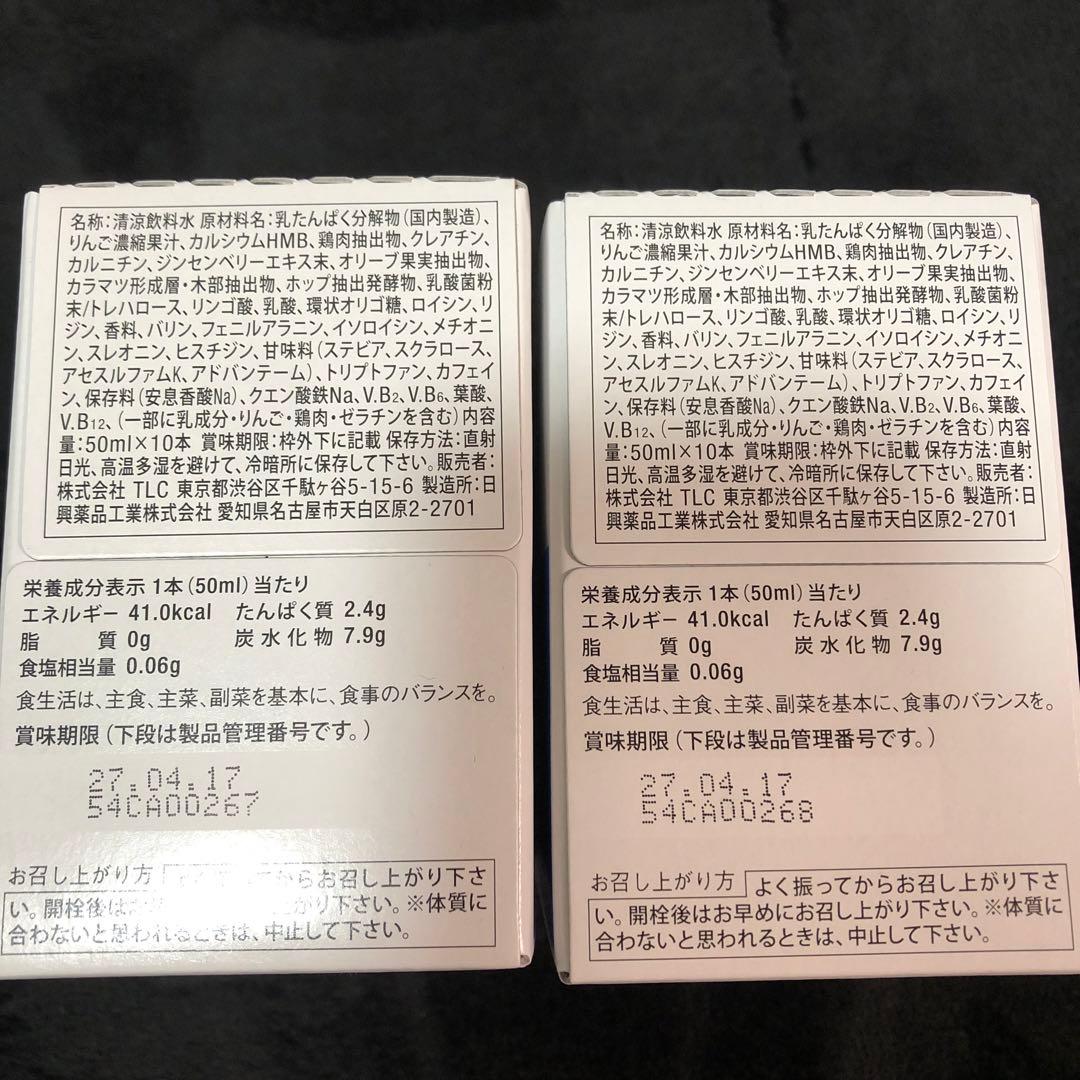 名称:清涼飲料水 原材料名:乳たんぱく分解物(国内製造)、
りんご濃縮果汁、カルシウムHMB、鶏肉抽出物、クレアチン、
カルニチン、ジンセンベリーエキス末、オリーブ果実抽出物、
カラマツ形成層・木部抽出物、ホップ抽出発酵物、乳酸菌粉
末/トレハロース、リンゴ酸、乳酸、環状オリゴ糖、ロイシン、リ
ジン、香料、バリン、フェニルアラニン、イソロイシン、メチオニ
ン、スレオニン、ヒスチジン、甘味料(ステビア、スクラロース、
アセスルファムK、アドバンテーム)、トリプトファン、カフェイ
ン、保存料(安息香酸Na)、クエン酸鉄Na、V.B2、V.B6、葉酸、
V.B12、(一部に乳成分・りんご・鶏肉・ゼラチンを含む)内容
量:50ml×10本 賞味期限:枠外下に記載 保存方法:直射
日光、高温多湿を避けて、冷暗所に保存して下さい。販売者:
株式会社 TLC 東京都渋谷区千駄ヶ谷5-15-6 製造所:日
興薬品工業株式会社 愛知県名古屋市天白区原2-2701
栄養成分表示 1本(50ml)当たり
エネルギー 41.0kcal たんぱく質 2.4g
脂 質 0g 炭水化物 7.9g
食塩相当量 0.06g
食生活は、主食、主菜、副菜を基本に、食事のバランスを。
賞味期限(下段は製品管理番号です。)
27.04.17
54CA00267
お召し上がり方 てからお召し上がり下さ
い。開栓後はお がり下さい。※体質に
合わないと思われるときは、中止して下さい。
名称:清涼飲料水 原材料名:乳たんぱく分解物(国内製造)、
りんご濃縮果汁、カルシウムHMB、鶏肉抽出物、クレアチン、
カルニチン、ジンセンベリーエキス末、オリーブ果実抽出物、
カラマツ形成層・木部抽出物、ホップ抽出発酵物、乳酸菌粉
末/トレハロース、リンゴ酸、乳酸、環状オリゴ糖、ロイシン、リ
ジン、香料、バリン、フェニルアラニン、イソロイシン、メチオニ
ン、スレオニン、ヒスチジン、甘味料(ステビア、スクラロース、
アセスルファムK、アドバンテーム)、トリプトファン、カフェイ
ン、保存料(安息香酸Na)、クエン酸鉄Na、V.B2、V.B6、葉酸、
V.B12、(一部に乳成分・りんご・鶏肉・ゼラチンを含む)内容
量:50ml×10本 賞味期限:枠外下に記載 保存方法:直射
日光、高温多湿を避けて、冷暗所に保存して下さい。販売者:
株式会社 TLC 東京都渋谷区千駄ヶ谷5-15-6 製造所:日
興薬品工業株式会社 愛知県名古屋市天白区原2-2701
栄養成分表示 1本(50ml)当たり
エネルギー 41.0kcal たんぱく質 2.4g
脂 質 0g 炭水化物 7.9g
食塩相当量 0.06g
食生活は、主食、主菜、副菜を基本に、食事のバランスを。
賞味期限(下段は製品管理番号です。)
27.04.17
54CA00268
お召し上がり方 よく振ってからお召し上がり下さ
い。開栓後はお早めにお召し上がり下さい。※体質に
合わないと思われるときは、中止して下さい。